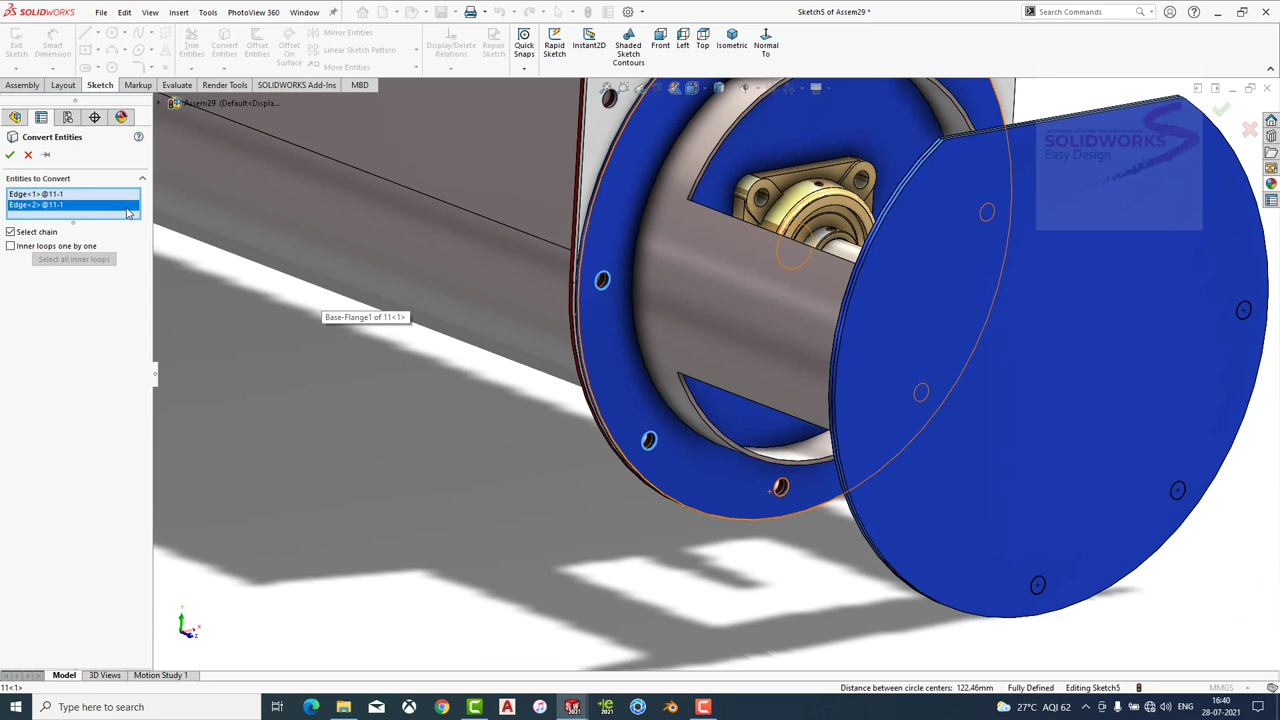 SOLIDWORKS
File Edit View Insert Tools PhotoView 360 Window
Sketch5 of Assem29 *
Search Commands
Exit Sketch
Smart Dimension
Trim Entities
Convert Entities
Offset Entities
Offset On Surface
Mirror Entities
Linear Sketch Pattern
Move Entities
Display/Delete Relations
Repair Sketch
Quick Snaps
Rapid Sketch
Instant2D
Shaded Sketch Contours
Front
Left
Top
Isometric
Normal To
Assembly Layout Sketch Markup Evaluate Render Tools SOLIDWORKS Add-Ins MBD
Assem29 (Default<Displa...
Convert Entities
Entities to Convert
Edge<1>@11-1
Edge<2>@11-1
Select chain
Inner loops one by one
Select all inner loops
Base-Flange1 of 11<1>
SOLIDWORKS
Easy Design
Y
X
Z
Model 3D Views Motion Study 1
11<1>
Distance between circle centers: 122.46mm Fully Defined Editing Sketch5 MMGS
Type here to search
27°C AQI 62
16:40
28-07-2021